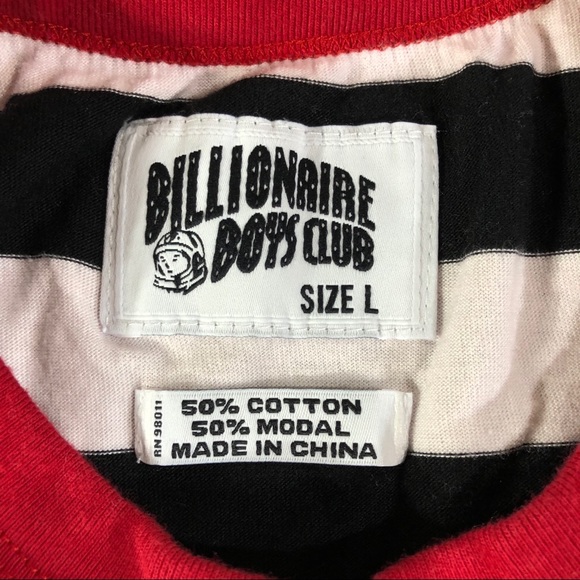 BILLIONAIRE
BOYS CLUB
SIZE L
RN 98011
50% COTTON
50% MODAL
MADE IN CHINA